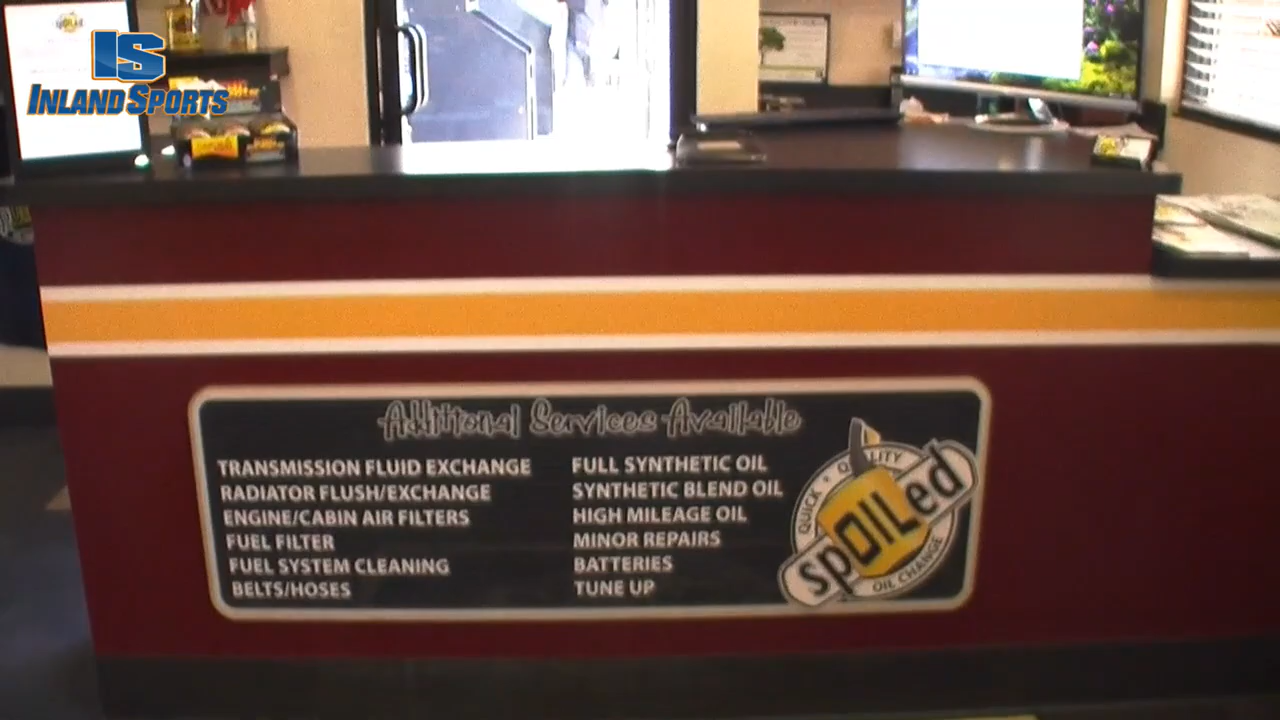 IS
INLAND SPORTS
Additional Services Available
TRANSMISSION FLUID EXCHANGE
RADIATOR FLUSH/EXCHANGE
ENGINE/CABIN AIR FILTERS
FUEL FILTER
FUEL SYSTEM CLEANING
BELTS/HOSES
FULL SYNTHETIC OIL
SYNTHETIC BLEND OIL
HIGH MILEAGE OIL
MINOR REPAIRS
BATTERIES
TUNE UP
QUICK • QUALITY
spOILed
OIL CHANGE